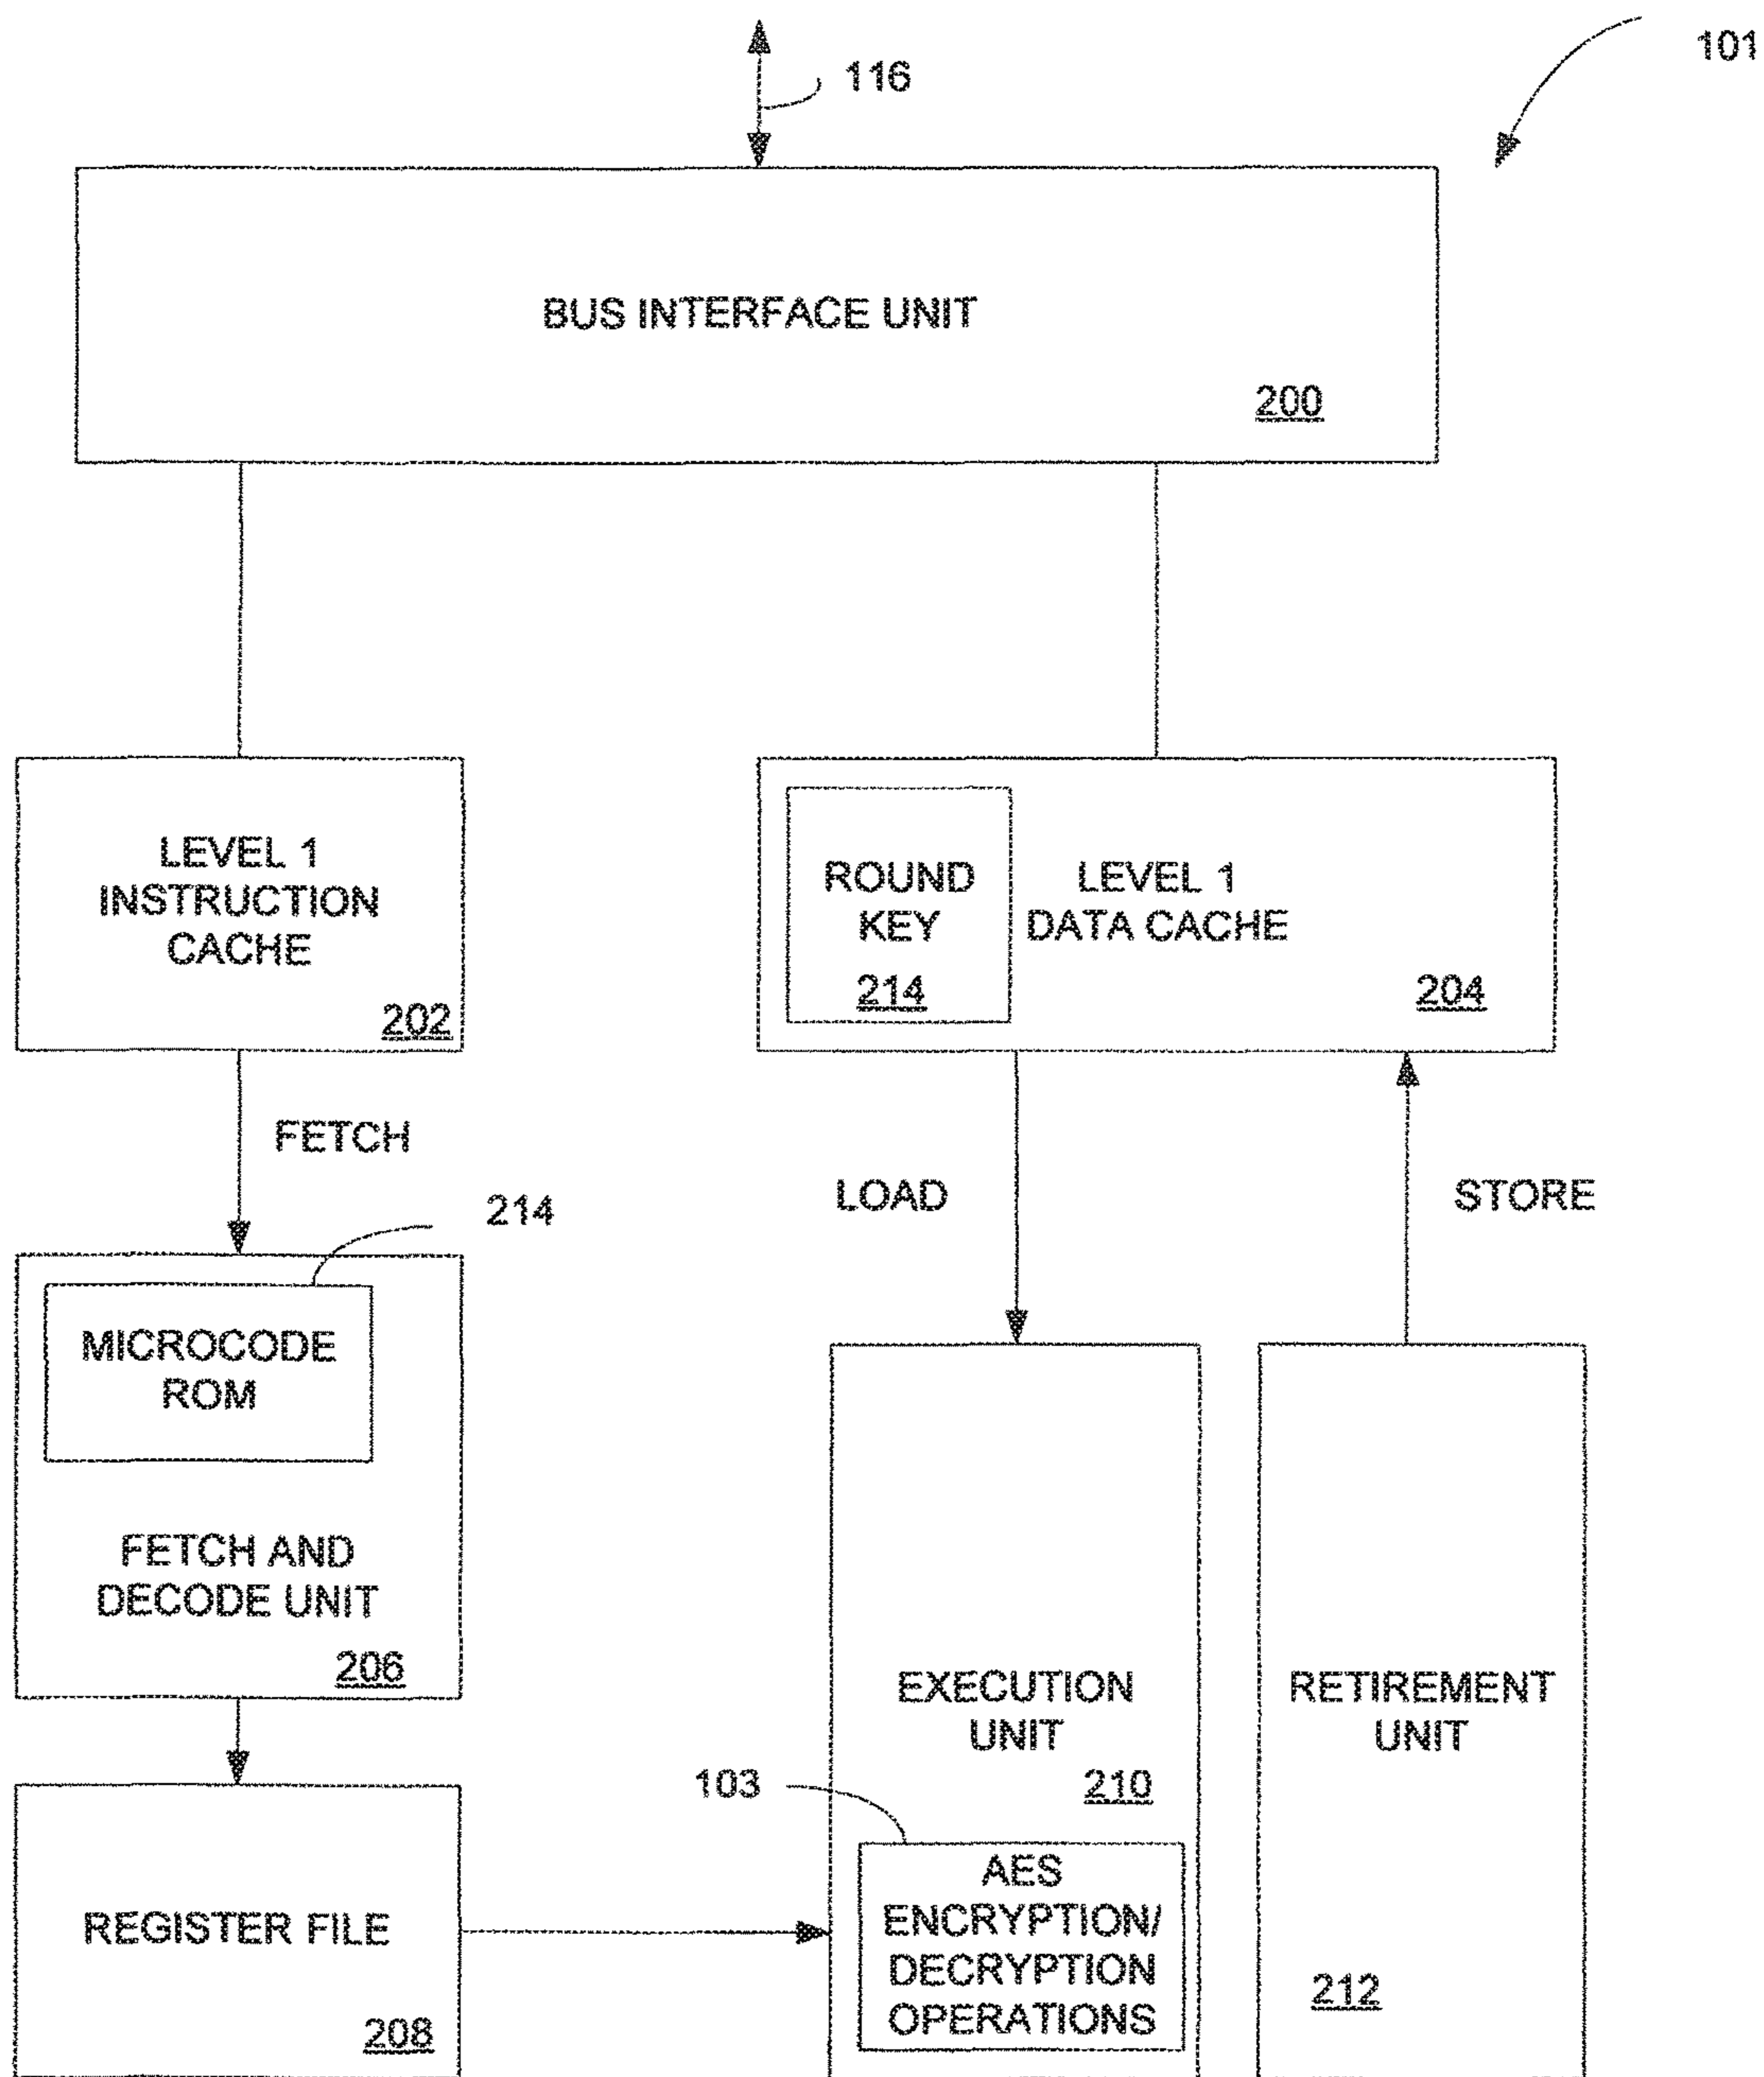 101
116
BUS INTERFACE UNIT
200
LEVEL 1
INSTRUCTION
CACHE
202
ROUND
KEY
214
LEVEL 1
DATA CACHE
204
FETCH
LOAD
STORE
214
MICROCODE
ROM
FETCH AND
DECODE UNIT
206
REGISTER FILE
208
EXECUTION
UNIT
210
103
AES
ENCRYPTION/
DECRYPTION
OPERATIONS
RETIREMENT
UNIT
212